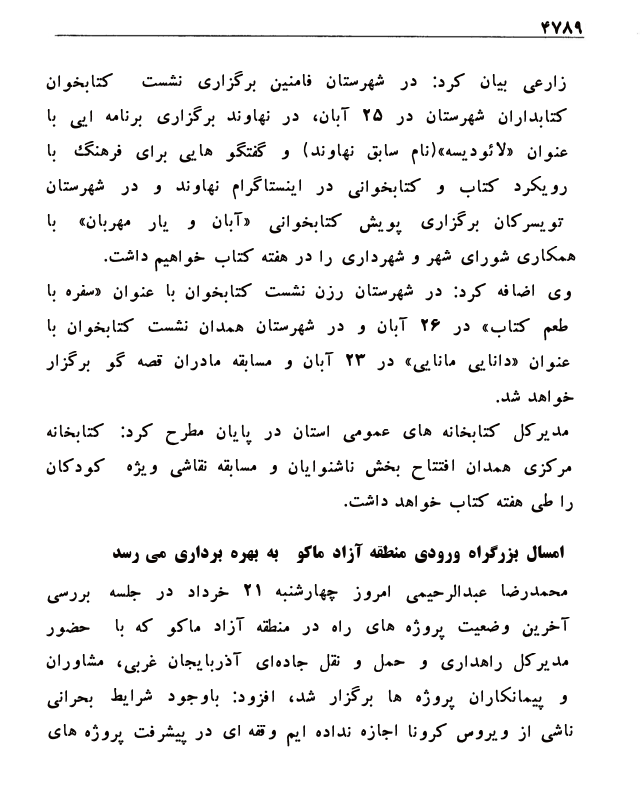 ۴۷۸۹
زارعی بیان کرد: در شهرستان فامنین برگزاری نشست کتابخوان
کتابداران شهرستان در ۲۵ آبان، در نهاوند برگزاری برنامه ایی با
عنوان «لائودیسه»(نام سابق نهاوند) و گفتگو هایی برای فرهنگ با
رویکرد کتاب و کتابخوانی در اینستاگرام نهاوند و در شهرستان
تویسرکان برگزاری پویش کتابخوانی «آبان و یار مهربان» با
همکاری شورای شهر و شهرداری را در هفته کتاب خواهیم داشت.
وی اضافه کرد: در شهرستان رزن نشست کتابخوان با عنوان «سفره با
طعم کتاب» در ۲۶ آبان و در شهرستان همدان نشست کتابخوان با
عنوان «دانایی مانایی» در ۲۳ آبان و مسابقه مادران قصه گو برگزار
خواهد شد.
مدیرکل کتابخانه های عمومی استان در پایان مطرح کرد: کتابخانه
مرکزی همدان افتتاح بخش ناشنوایان و مسابقه نقاشی ویژه کودکان
را طی هفته کتاب خواهد داشت.
امسال بزرگراه ورودی منطقه آزاد ماکو به بهره برداری می رسد
محمدرضا عبدالرحیمی امروز چهارشنبه ۲۱ خرداد در جلسه بررسی
آخرین وضعیت پروژه های راه در منطقه آزاد ماکو که با حضور
مدیرکل راهداری و حمل و نقل جاده‌ای آذربایجان غربی، مشاوران
و پیمانکاران پروژه ها برگزار شد، افزود: باوجود شرایط بحرانی
ناشی از ویروس کرونا اجازه نداده ایم وقفه ای در پیشرفت پروژه های